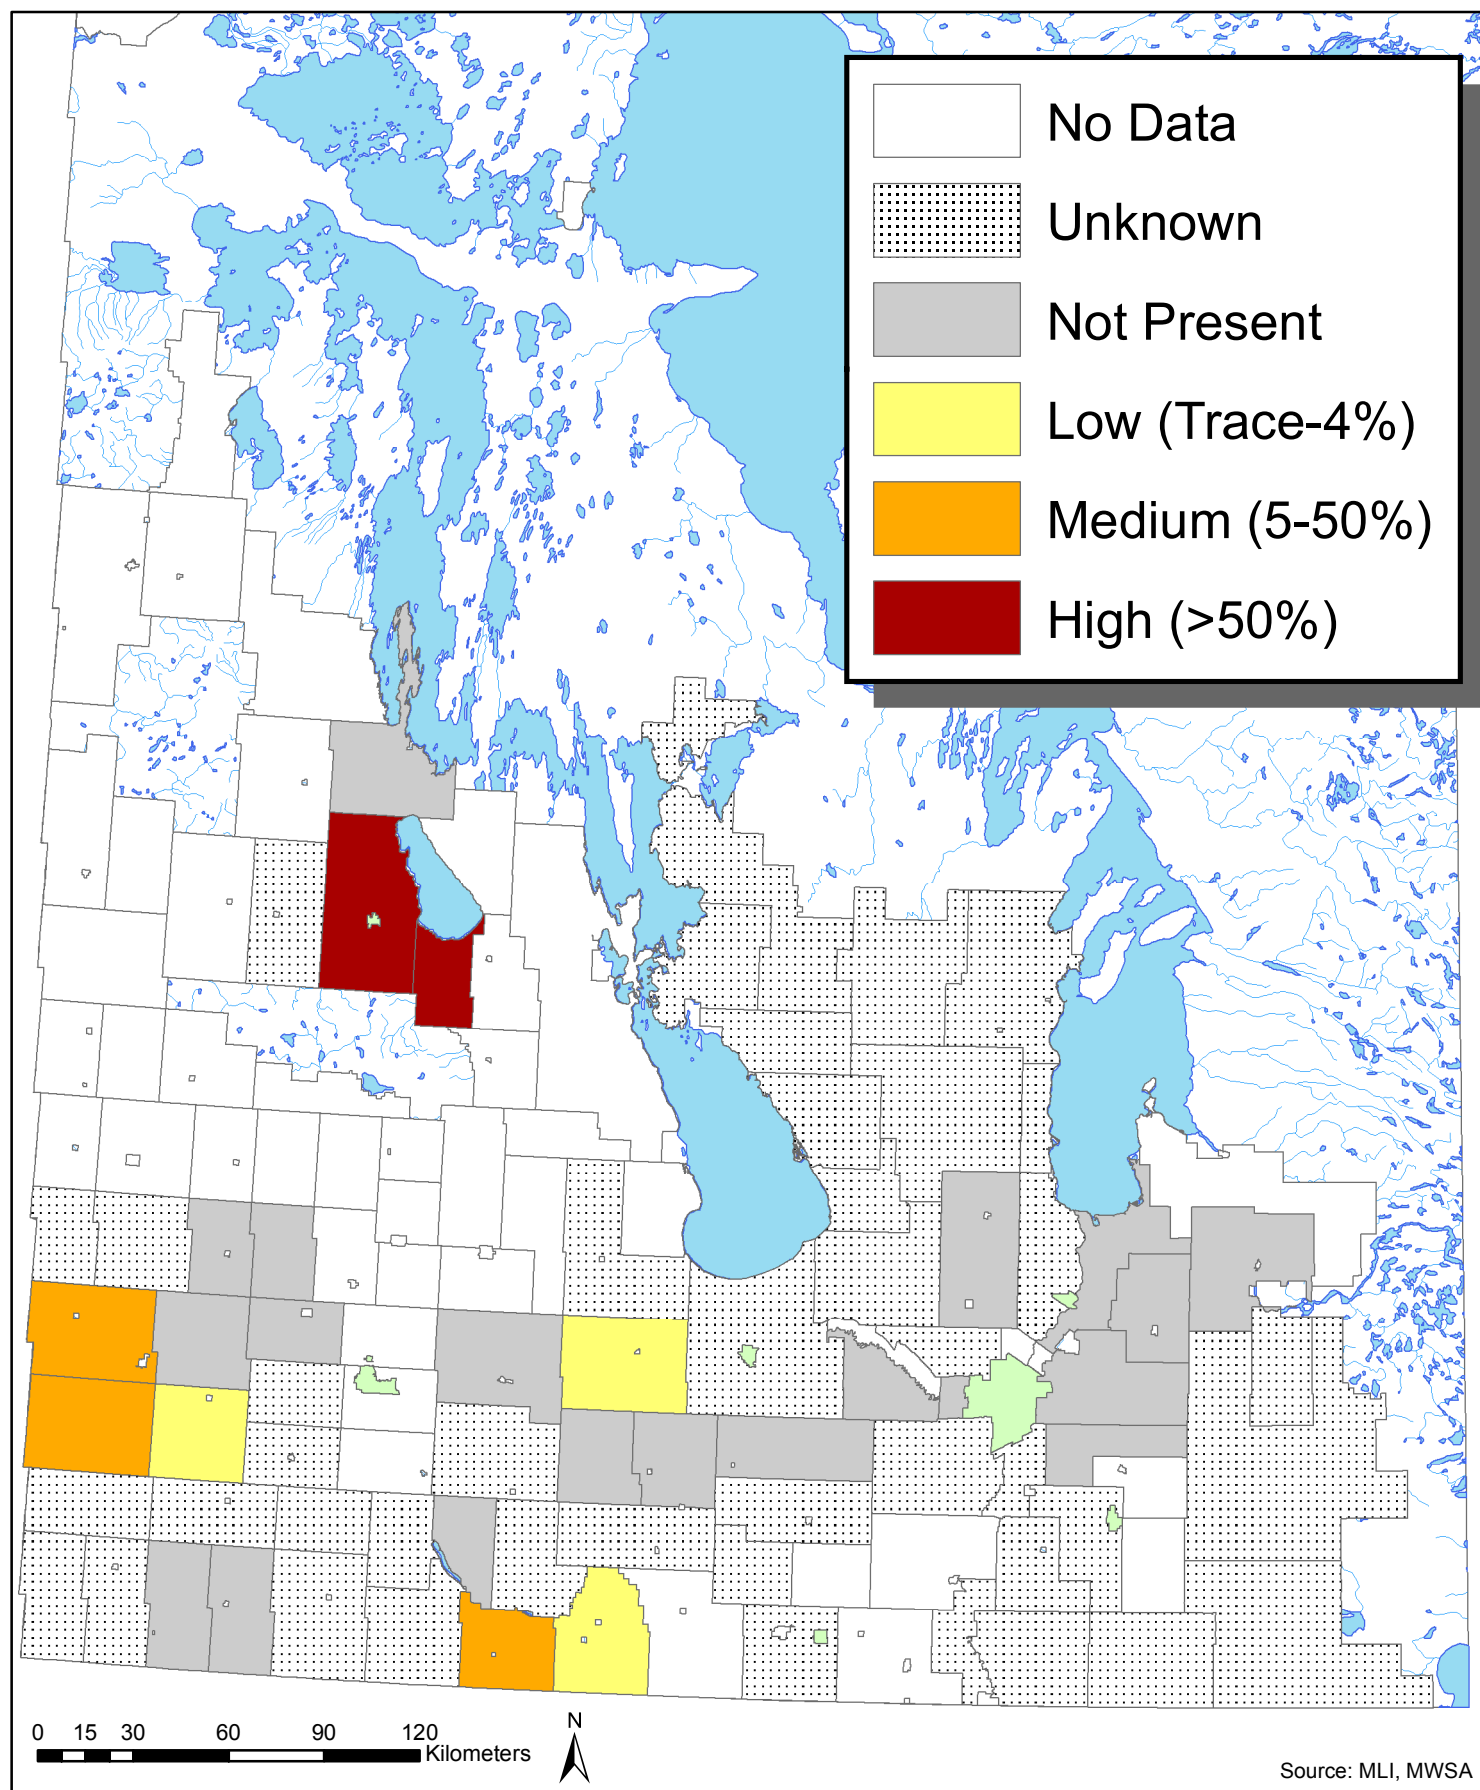 No Data
Unknown
Not Present
Low (Trace-4%)
Medium (5-50%)
High (>50%)
0 15 30 60 90 120
Kilometers
N
Source: MLI, MWSA